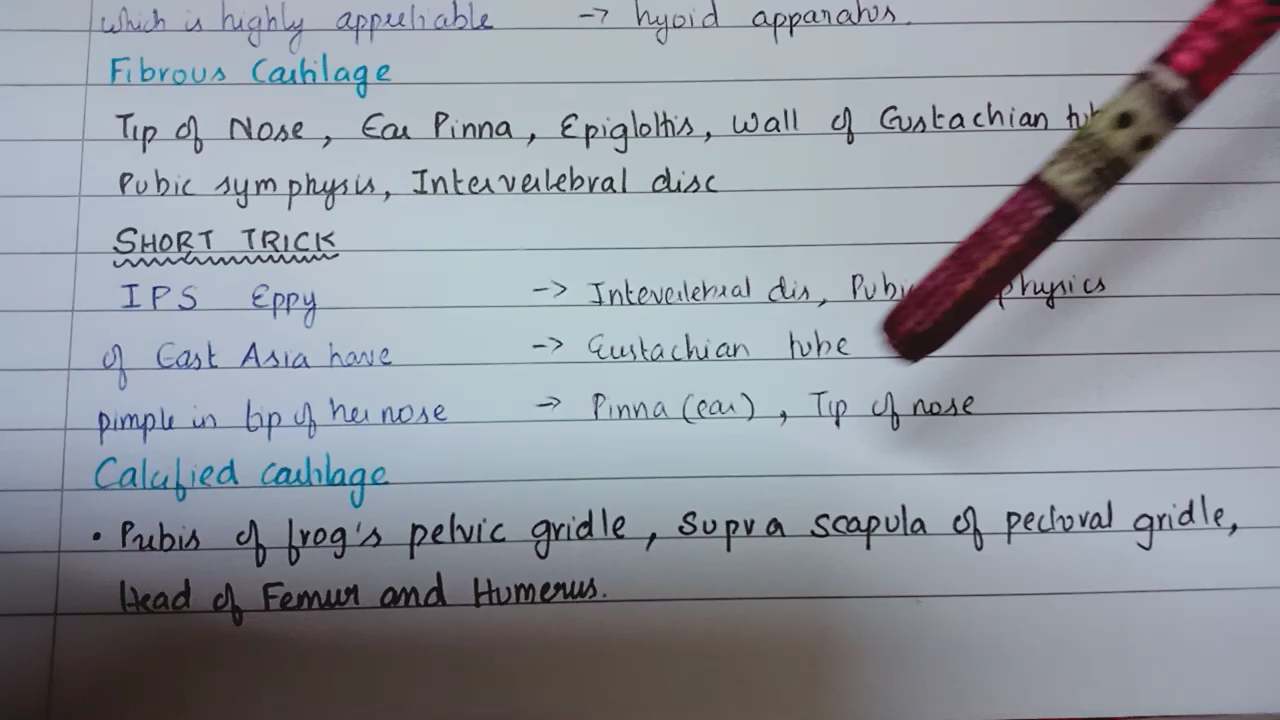 which is highly appreliable -> hyoid apparatus.
Fibrous Cartilage
Tip of Nose, Ear Pinna, Epiglottis, Wall of Eustachian
Pubic symphysis, Intervertebral disc
SHORT TRICK
IPS Eppy -> Intevertebral dis, physics
of East Asia have -> Eustachian tube
pimple in tip of her nose -> Pinna (ear), Tip of nose
Calcified cartilage
• Pubis of frog's pelvic gridle, Supra scapula of pectoral gridle,
Head of Femur and Humerus.